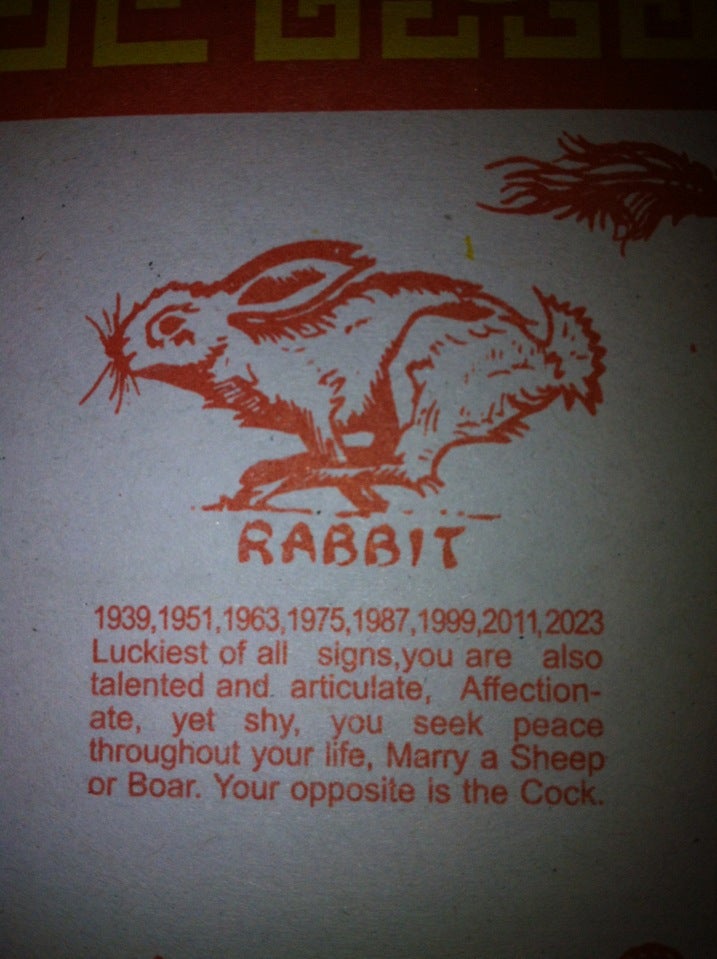 RABBIT
1939,1951,1963,1975,1987,1999,2011,2023
Luckiest of all signs,you are also
talented and articulate, Affection-
ate, yet shy, you seek peace
throughout your life, Marry a Sheep
or Boar. Your opposite is the Cock.